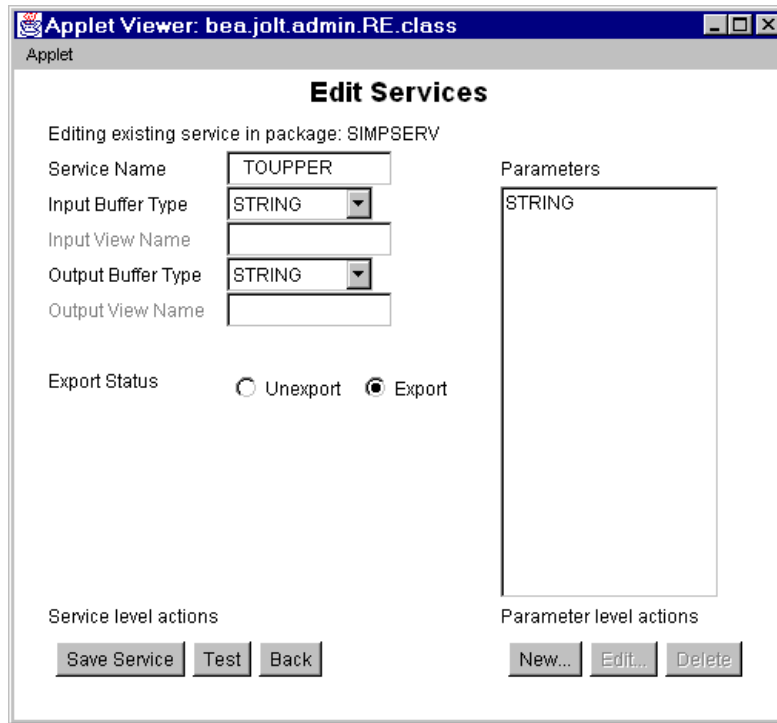 Applet Viewer: bea.jolt.admin.RE.class
Applet
Edit Services
Editing existing service in package: SIMPSERV
Service Name TOUPPER
Parameters
Input Buffer Type STRING
STRING
Input View Name
Output Buffer Type STRING
Output View Name
Export Status Unexport Export
Service level actions
Parameter level actions
Save Service Test Back
New... Edit... Delete